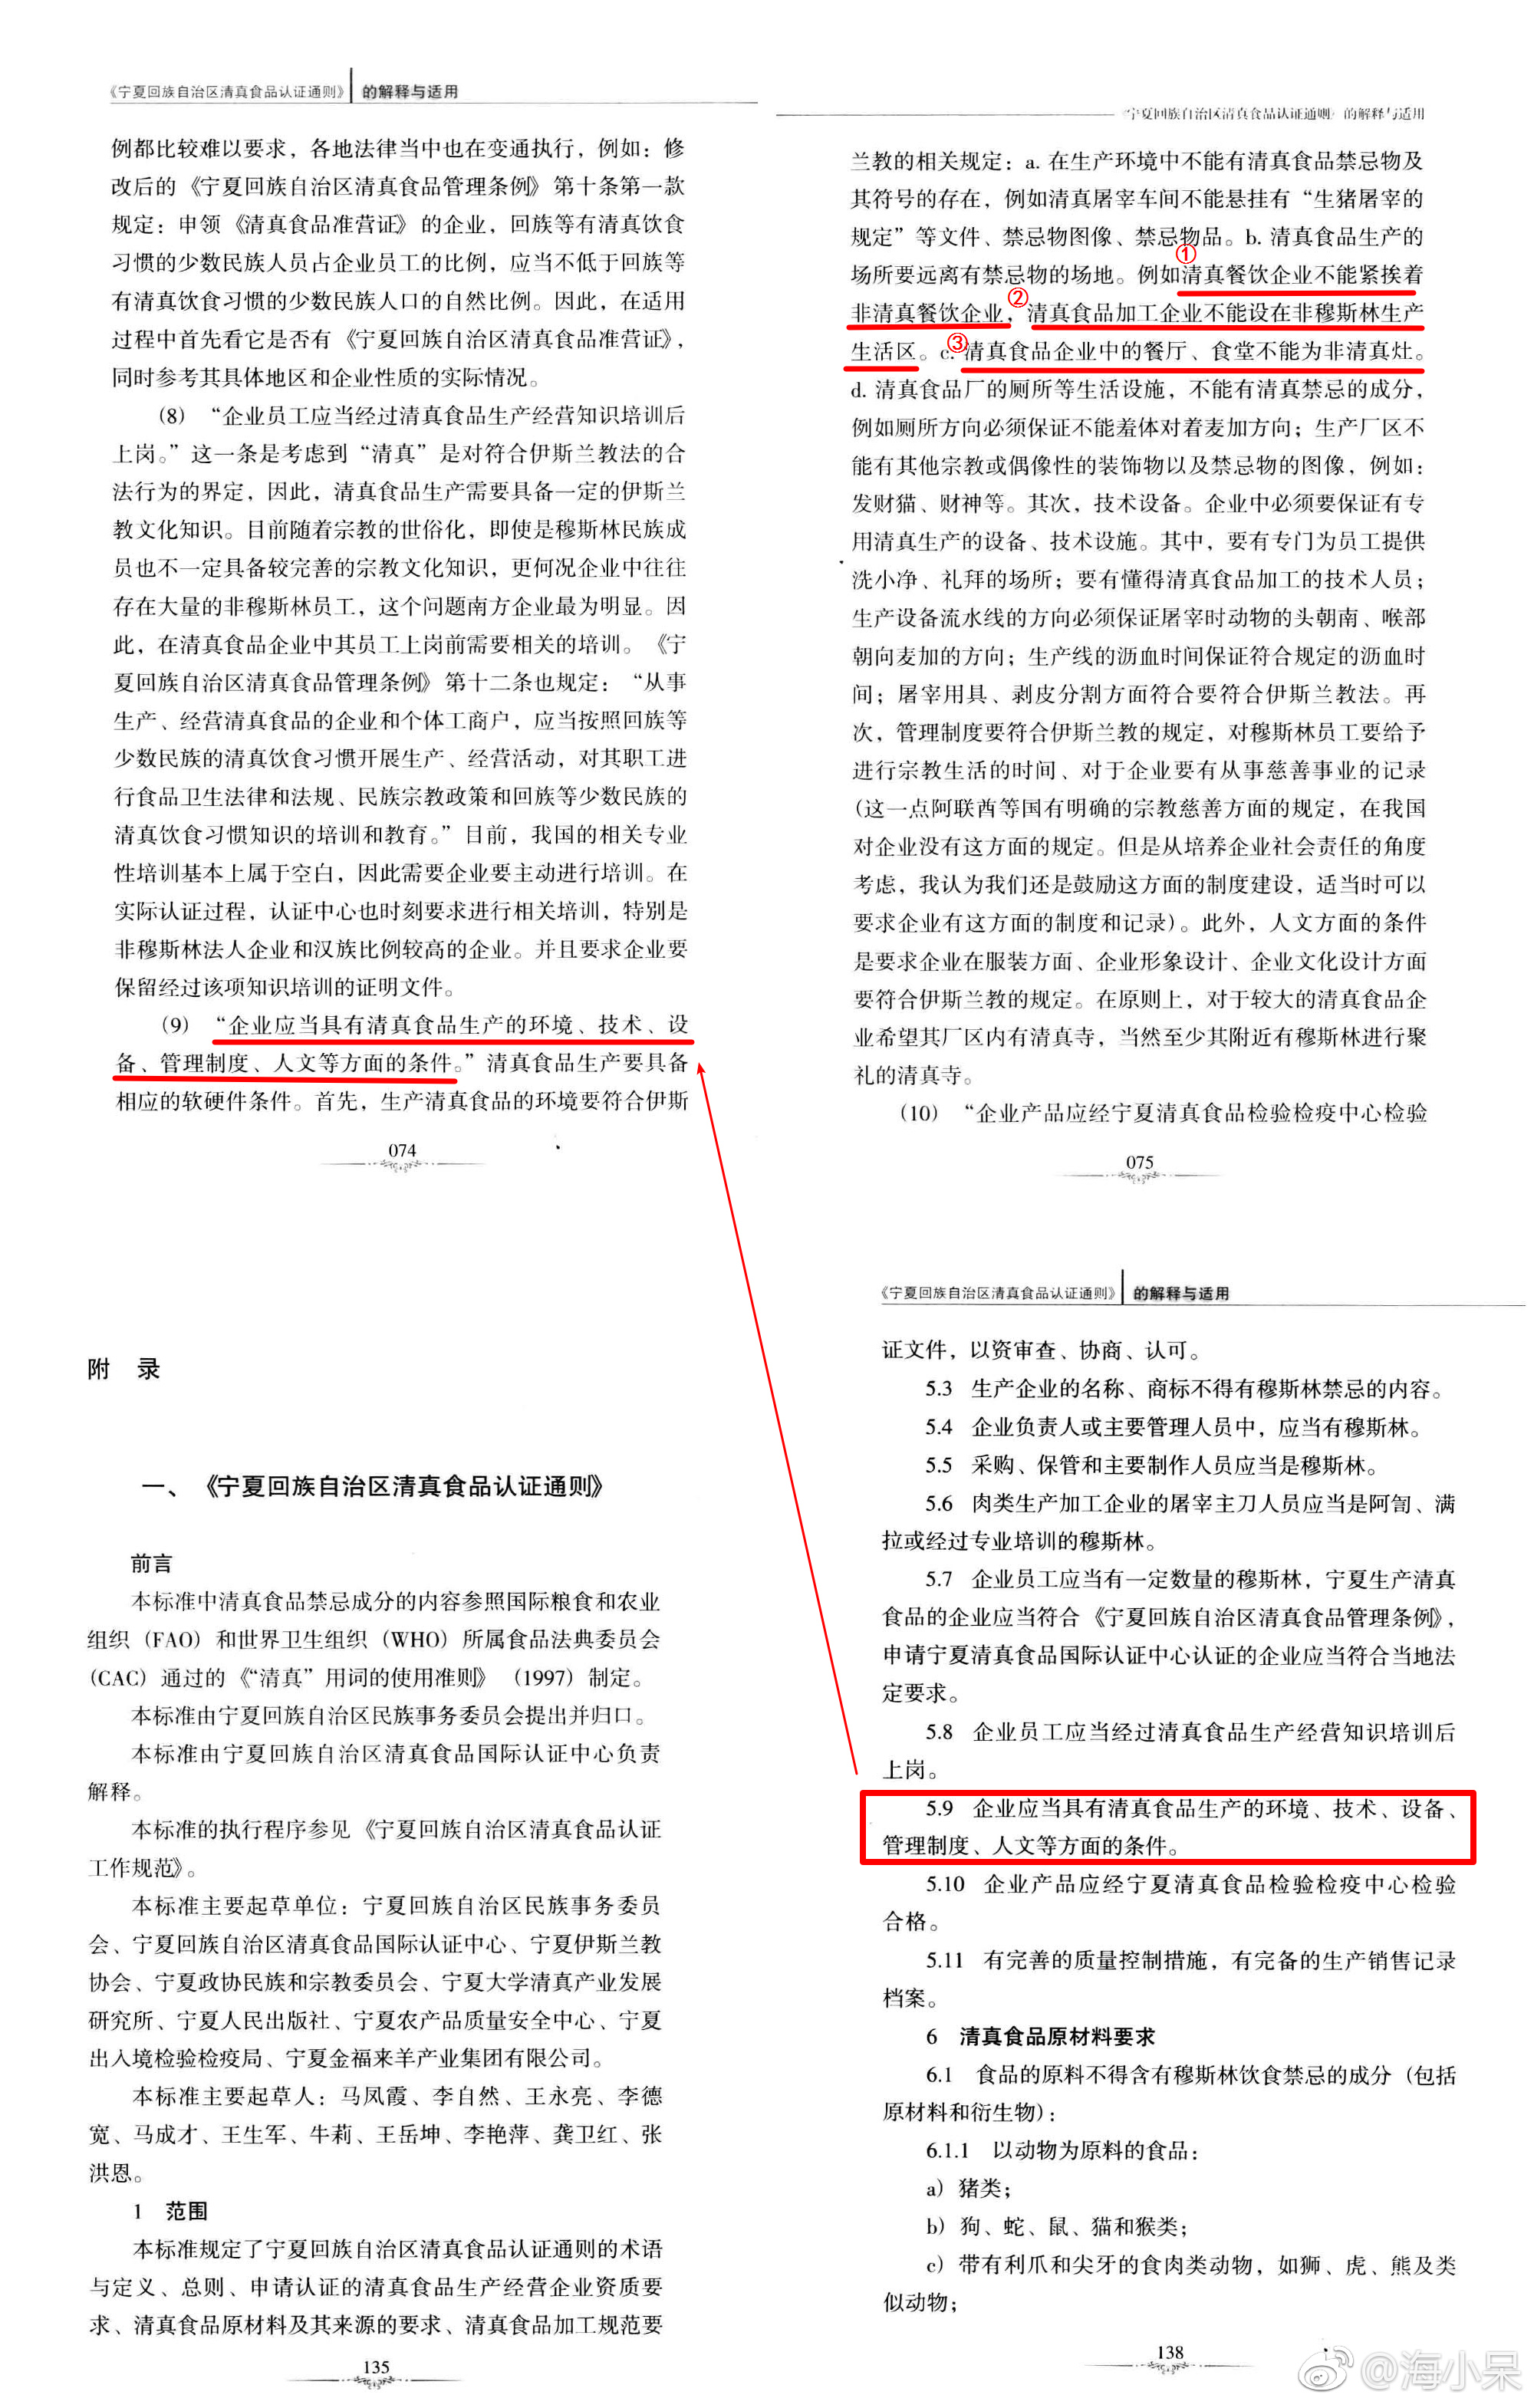 《宁夏回族自治区清真食品认证通则》 的解释与适用
例都比较难以要求，各地法律当中也在变通执行，例如：修
改后的《宁夏回族自治区清真食品管理条例》第十条第一款
规定：申领《清真食品准营证》的企业，回族等有清真饮食
习惯的少数民族人员占企业员工的比例，应当不低于回族等
有清真饮食习惯的少数民族人口的自然比例。因此，在适用
过程中首先看它是否有《宁夏回族自治区清真食品准营证》，
同时参考其具体地区和企业性质的实际情况。
（8）“企业员工应当经过清真食品生产经营知识培训后
上岗。”这一条是考虑到“清真”是对符合伊斯兰教法的合
法行为的界定，因此，清真食品生产需要具备一定的伊斯兰
教文化知识。目前随着宗教的世俗化，即使是穆斯林民族成
员也不一定具备较完善的宗教文化知识，更何况企业中往往
存在大量的非穆斯林员工，这个问题南方企业最为明显。因
此，在清真食品企业中其员工上岗前需要相关的培训。《宁
夏回族自治区清真食品管理条例》第十二条也规定：“从事
生产、经营清真食品的企业和个体工商户，应当按照回族等
少数民族的清真饮食习惯开展生产、经营活动，对其职工进
行食品卫生法律和法规、民族宗教政策和回族等少数民族的
清真饮食习惯知识的培训和教育。”目前，我国的相关专业
性培训基本上属于空白，因此需要企业要主动进行培训。在
实际认证过程，认证中心也时刻要求进行相关培训，特别是
非穆斯林法人企业和汉族比例较高的企业。并且要求企业要
保留经过该项知识培训的证明文件。
（9）“企业应当具有清真食品生产的环境、技术、设
备、管理制度、人文等方面的条件。”清真食品生产要具备
相应的软硬件条件。首先，生产清真食品的环境要符合伊斯
074
《宁夏回族自治区清真食品认证通则》的解释与适用
兰教的相关规定：a. 在生产环境中不能有清真食品禁忌物及
其符号的存在，例如清真屠宰车间不能悬挂有“生猪屠宰的
规定”等文件、禁忌物图像、禁忌物品。b. 清真食品生产的
①
场所要远离有禁忌物的场地。例如清真餐饮企业不能紧挨着
②
非清真餐饮企业，清真食品加工企业不能设在非穆斯林生产
③
生活区。c. 清真食品企业中的餐厅、食堂不能为非清真灶。
d. 清真食品厂的厕所等生活设施，不能有清真禁忌的成分，
例如厕所方向必须保证不能羞体对着麦加方向；生产厂区不
能有其他宗教或偶像性的装饰物以及禁忌物的图像，例如：
发财猫、财神等。其次，技术设备。企业中必须要保证有专
用清真生产的设备、技术设施。其中，要有专门为员工提供
洗小净、礼拜的场所；要有懂得清真食品加工的技术人员；
生产设备流水线的方向必须保证屠宰时动物的头朝南、喉部
朝向麦加的方向；生产线的沥血时间保证符合规定的沥血时
间；屠宰用具、剥皮分割方面符合要符合伊斯兰教法。再
次，管理制度要符合伊斯兰教的规定，对穆斯林员工要给予
进行宗教生活的时间、对于企业要有从事慈善事业的记录
（这一点阿联酋等国有明确的宗教慈善方面的规定，在我国
对企业没有这方面的规定。但是从培养企业社会责任的角度
考虑，我认为我们还是鼓励这方面的制度建设，适当时可以
要求企业有这方面的制度和记录）。此外，人文方面的条件
是要求企业在服装方面、企业形象设计、企业文化设计方面
要符合伊斯兰教的规定。在原则上，对于较大的清真食品企
业希望其厂区内有清真寺，当然至少其附近有穆斯林进行聚
礼的清真寺。
（10）“企业产品应经宁夏清真食品检验检疫中心检验
075
附 录
一、《宁夏回族自治区清真食品认证通则》
前言
本标准中清真食品禁忌成分的内容参照国际粮食和农业
组织（FAO）和世界卫生组织（WHO）所属食品法典委员会
（CAC）通过的《“清真”用词的使用准则》（1997）制定。
本标准由宁夏回族自治区民族事务委员会提出并归口。
本标准由宁夏回族自治区清真食品国际认证中心负责
解释。
本标准的执行程序参见《宁夏回族自治区清真食品认证
工作规范》。
本标准主要起草单位：宁夏回族自治区民族事务委员
会、宁夏回族自治区清真食品国际认证中心、宁夏伊斯兰教
协会、宁夏政协民族和宗教委员会、宁夏大学清真产业发展
研究所、宁夏人民出版社、宁夏农产品质量安全中心、宁夏
出入境检验检疫局、宁夏金福来羊产业集团有限公司。
本标准主要起草人：马凤霞、李自然、王永亮、李德
宽、马成才、王生军、牛莉、王岳坤、李艳萍、龚卫红、张
洪恩。
1 范围
本标准规定了宁夏回族自治区清真食品认证通则的术语
与定义、总则、申请认证的清真食品生产经营企业资质要
求、清真食品原材料及其来源的要求、清真食品加工规范要
135
《宁夏回族自治区清真食品认证通则》 的解释与适用
证文件，以资审查、协商、认可。
5.3 生产企业的名称、商标不得有穆斯林禁忌的内容。
5.4 企业负责人或主要管理人员中，应当有穆斯林。
5.5 采购、保管和主要制作人员应当是穆斯林。
5.6 肉类生产加工企业的屠宰主刀人员应当是阿訇、满
拉或经过专业培训的穆斯林。
5.7 企业员工应当有一定数量的穆斯林，宁夏生产清真
食品的企业应当符合《宁夏回族自治区清真食品管理条例》，
申请宁夏清真食品国际认证中心认证的企业应当符合当地法
定要求。
5.8 企业员工应当经过清真食品生产经营知识培训后
上岗。
5.9 企业应当具有清真食品生产的环境、技术、设备、
管理制度、人文等方面的条件。
5.10 企业产品应经宁夏清真食品检验检疫中心检验
合格。
5.11 有完善的质量控制措施，有完备的生产销售记录
档案。
6 清真食品原材料要求
6.1 食品的原料不得含有穆斯林饮食禁忌的成分（包括
原材料和衍生物）：
6.1.1 以动物为原料的食品：
a）猪类；
b）狗、蛇、鼠、猫和猴类；
c）带有利爪和尖牙的食肉类动物，如狮、虎、熊及类
似动物；
138
@海小呆